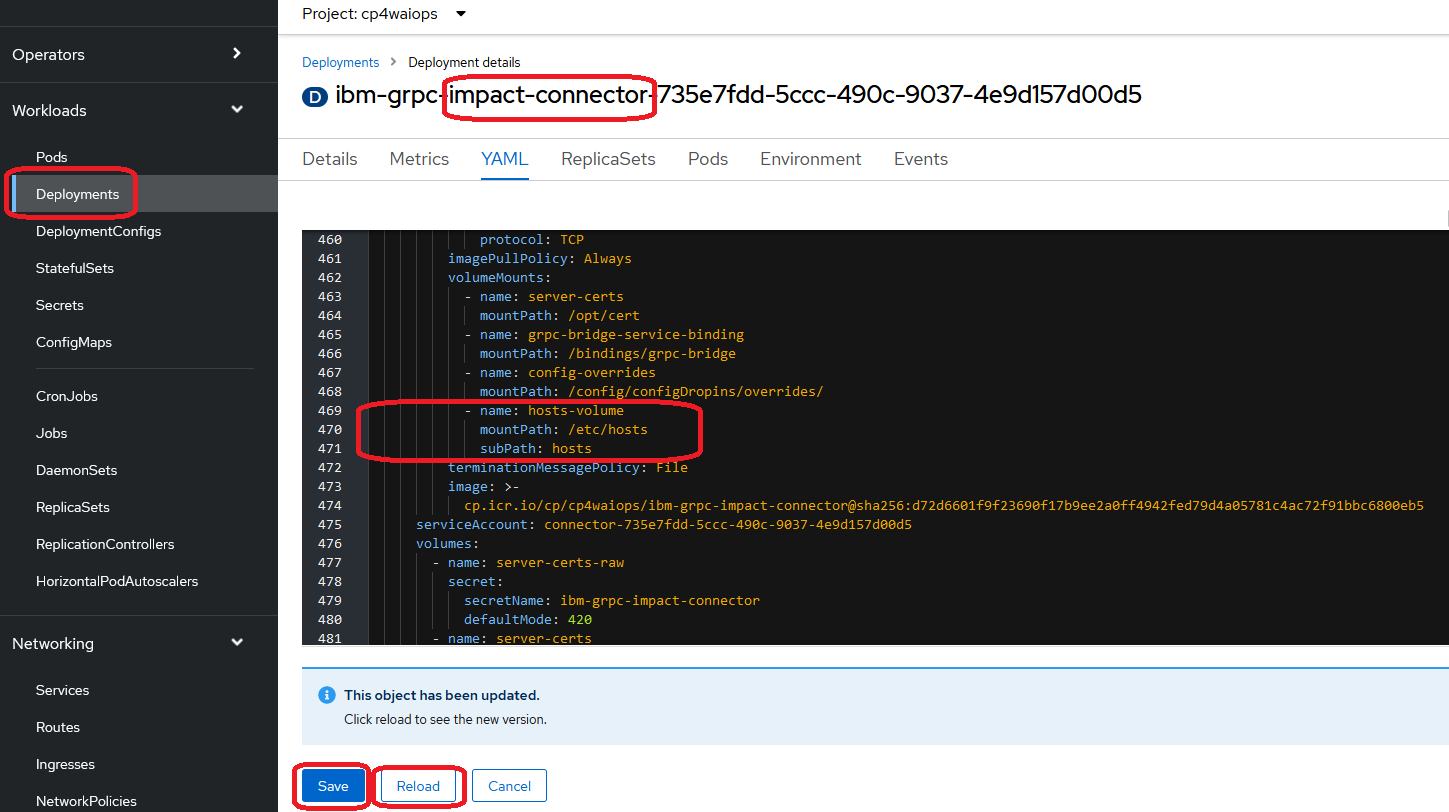 Project: cp4waiops
Operators
Workloads
Pods
Deployments
DeploymentConfigs
StatefulSets
Secrets
ConfigMaps
CronJobs
Jobs
DaemonSets
ReplicaSets
ReplicationControllers
HorizontalPodAutoscalers
Networking
Services
Routes
Ingresses
NetworkPolicies
Deployments > Deployment details
D ibm-grpc-impact-connector-735e7fdd-5ccc-490c-9037-4e9d157d00d5
Details Metrics YAML ReplicaSets Pods Environment Events
460 protocol: TCP
461 imagePullPolicy: Always
462 volumeMounts:
463 - name: server-certs
464 mountPath: /opt/cert
465 - name: grpc-bridge-service-binding
466 mountPath: /bindings/grpc-bridge
467 - name: config-overrides
468 mountPath: /config/configDropins/overrides/
469 - name: hosts-volume
470 mountPath: /etc/hosts
471 subPath: hosts
472 terminationMessagePolicy: File
473 image: >-
474 cp.icr.io/cp/cp4waiops/ibm-grpc-impact-connector@sha256:d72d6601f9f23690f17b9ee2a0ff4942fed79d4a05781c4ac72f91bbc6800eb5
475 serviceAccount: connector-735e7fdd-5ccc-490c-9037-4e9d157d00d5
476 volumes:
477 - name: server-certs-raw
478 secret:
479 secretName: ibm-grpc-impact-connector
480 defaultMode: 420
481 - name: server-certs
This object has been updated.
Click reload to see the new version.
Save Reload Cancel